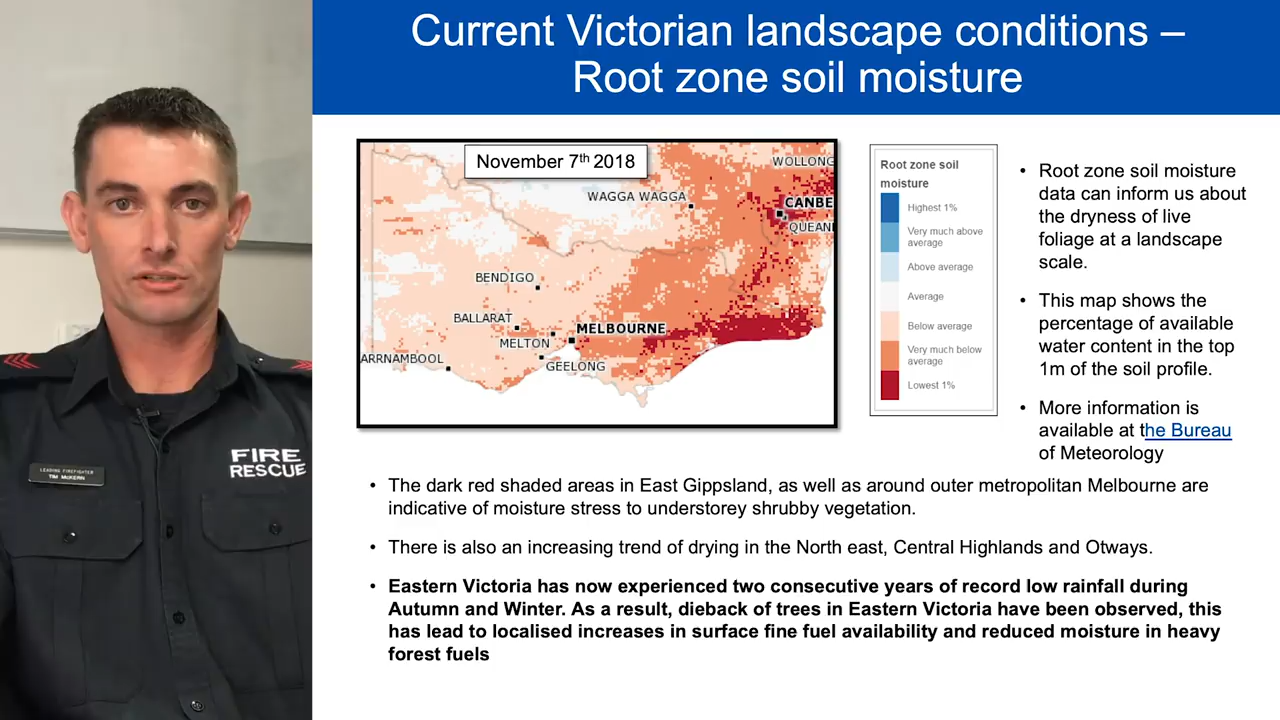 Current Victorian landscape conditions –
Root zone soil moisture
November 7th 2018
WOLLONG
WAGGA WAGGA
CANBE
QUEAN
BENDIGO
BALLARAT
MELBOURNE
MELTON
ARRNAMBOOL
GEELONG
Root zone soil
moisture
Highest 1%
Very much above
average
Above average
Average
Below average
Very much below
average
Lowest 1%
• Root zone soil moisture
data can inform us about
the dryness of live
foliage at a landscape
scale.
• This map shows the
percentage of available
water content in the top
1m of the soil profile.
• More information is
available at the Bureau
of Meteorology
• The dark red shaded areas in East Gippsland, as well as around outer metropolitan Melbourne are
indicative of moisture stress to understorey shrubby vegetation.
• There is also an increasing trend of drying in the North east, Central Highlands and Otways.
• Eastern Victoria has now experienced two consecutive years of record low rainfall during
Autumn and Winter. As a result, dieback of trees in Eastern Victoria have been observed, this
has lead to localised increases in surface fine fuel availability and reduced moisture in heavy
forest fuels
FIRE
RESCUE
LEADING FIREFIGHTER
TIM McKERN